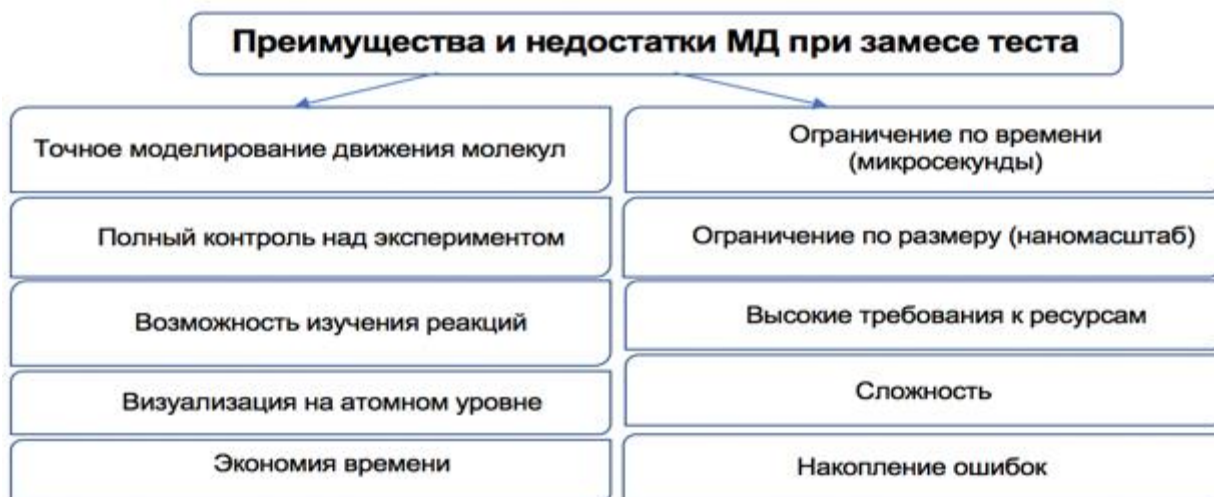 Преимущества и недостатки МД при замесе теста
Точное моделирование движения молекул
Полный контроль над экспериментом
Возможность изучения реакций
Визуализация на атомном уровне
Экономия времени
Ограничение по времени
(микросекунды)
Ограничение по размеру (наномасштаб)
Высокие требования к ресурсам
Сложность
Накопление ошибок